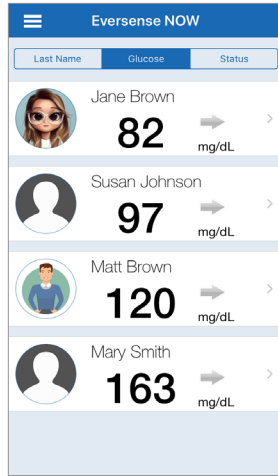 Eversense NOW
Last Name Glucose Status
Jane Brown
82
mg/dL
Susan Johnson
97
mg/dL
Matt Brown
120
mg/dL
Mary Smith
163
mg/dL